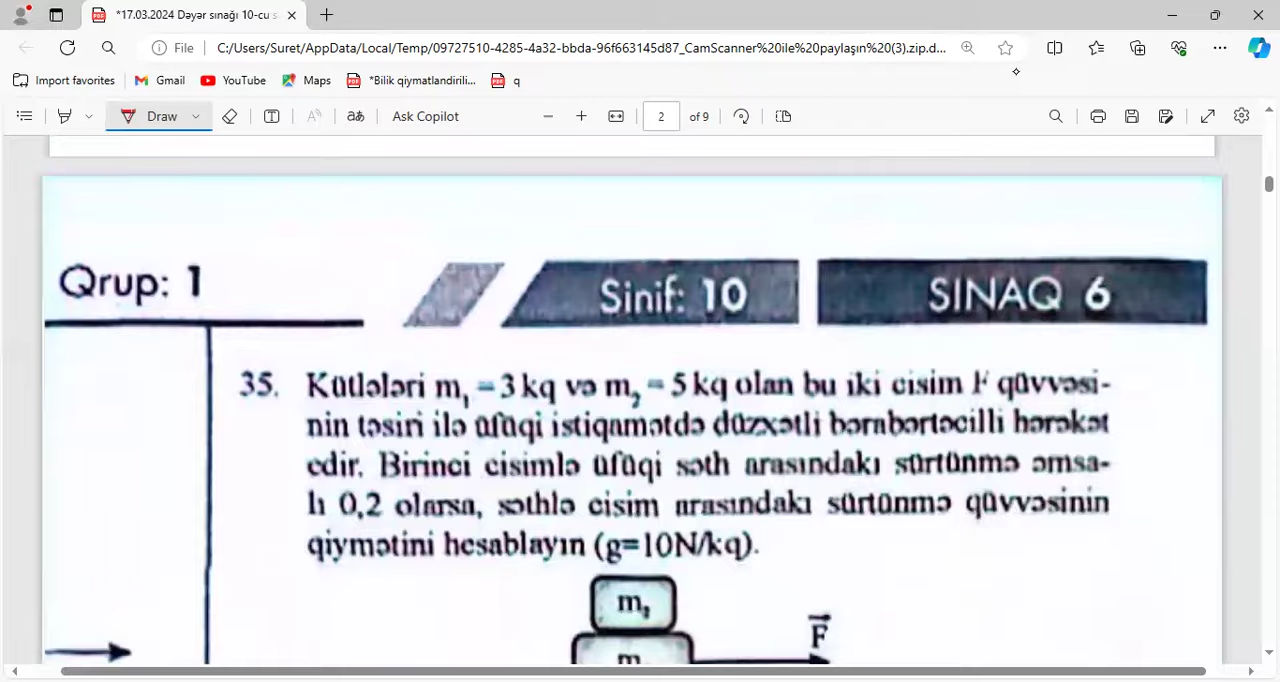 *17.03.2024 Dəyər sınağı 10-cu s
File
C:/Users/Suret/AppData/Local/Temp/09727510-4285-4a32-bbda-96f663145d87_CamScanner%20ile%20paylaşın%20(3).zip.d...
Import favorites
Gmail
YouTube
Maps
*Bilik qiymatlandirili...
q
Draw
Ask Copilot
2
of 9
Qrup: 1
Sinif: 10
SINAQ 6
35. Kütlələri m₁ = 3 kq və m₂ = 5 kq olan bu iki cisim F qüvvəsi-
nin təsiri ilə üfüqi istiqamətdə düzxətli bərabərtəcilli hərəkət
edir. Birinci cisimlə üfüqi səth arasındakı sürtünmə əmsa-
lı 0,2 olarsa, səthlə cisim arasındakı sürtünmə qüvvəsinin
qiymətini hesablayın (g=10N/kq).
m₂
F
m